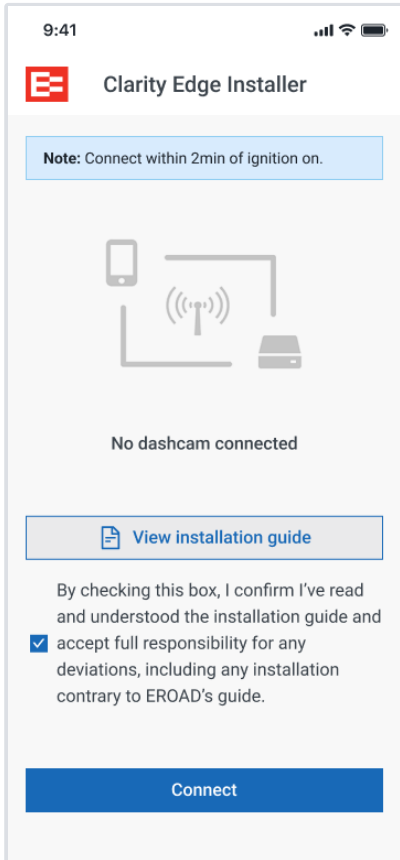 9:41
Clarity Edge Installer
Note: Connect within 2min of ignition on.
No dashcam connected
View installation guide
By checking this box, I confirm I've read
and understood the installation guide and
accept full responsibility for any
deviations, including any installation
contrary to EROAD's guide.
Connect